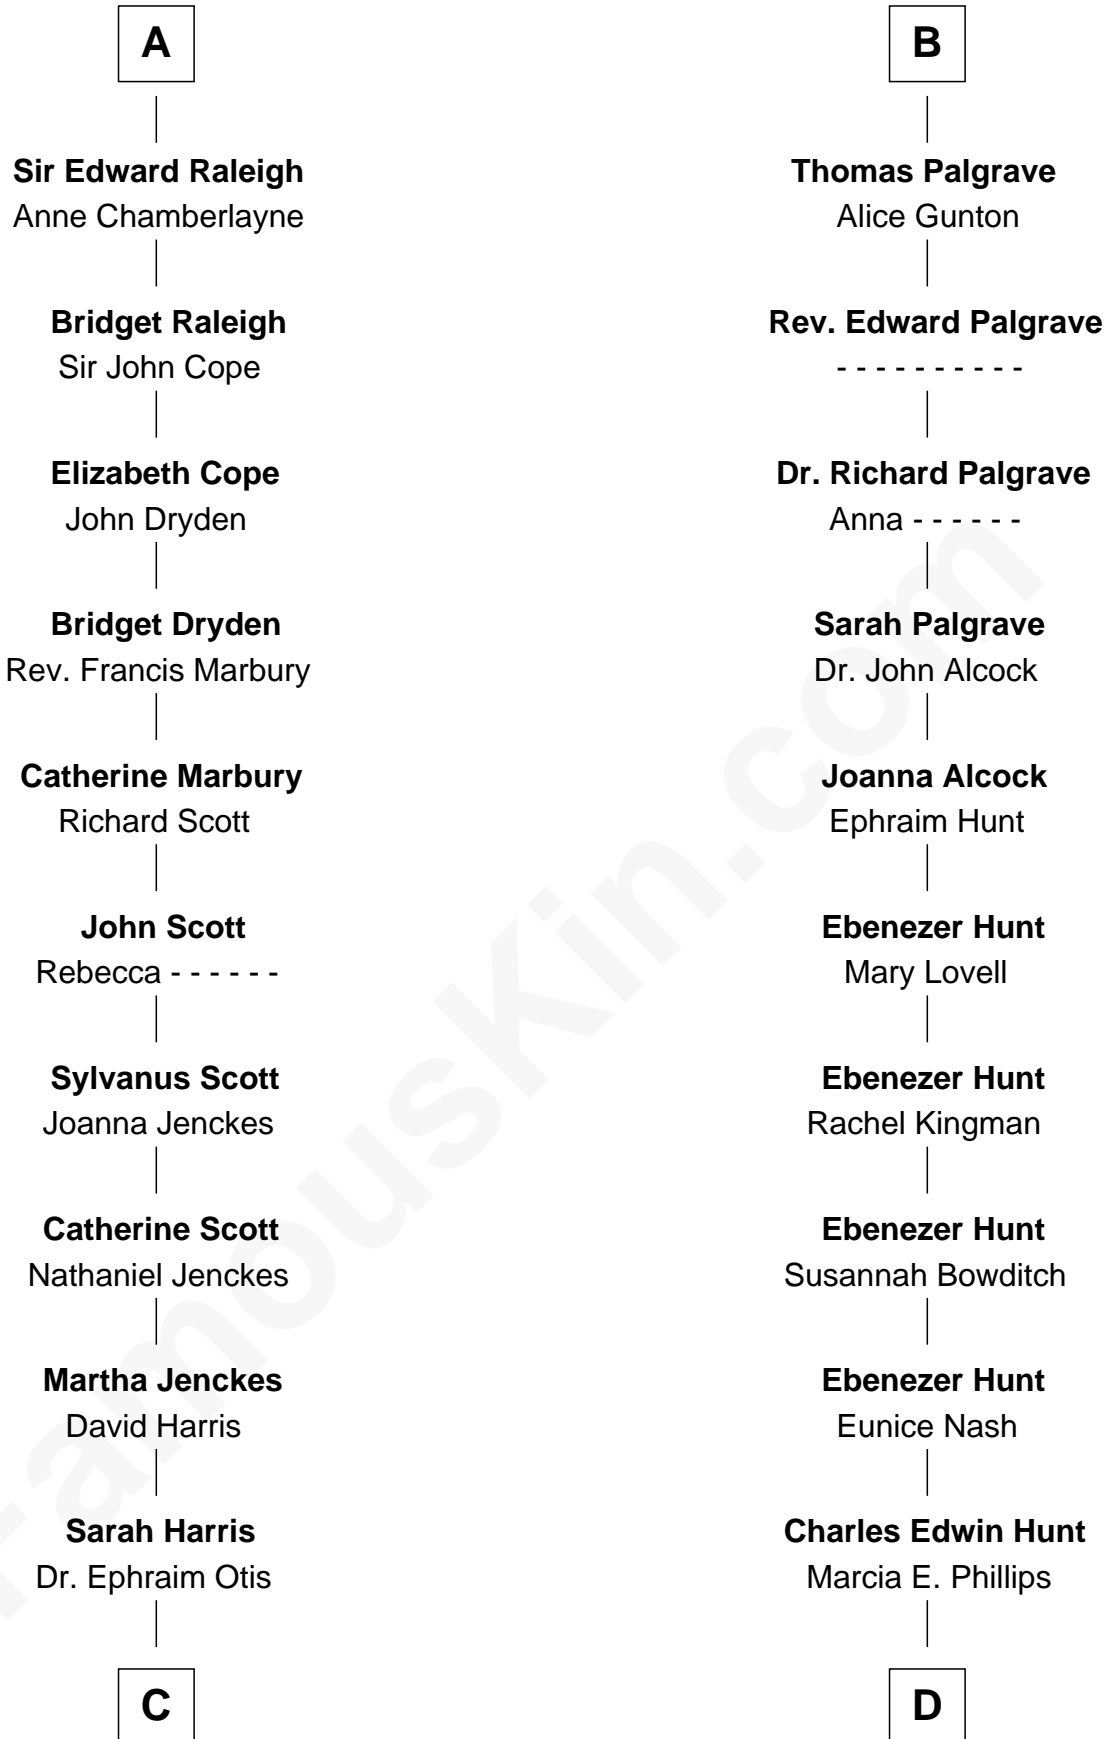 A
Sir Edward Raleigh
Anne Chamberlayne
Bridget Raleigh
Sir John Cope
Elizabeth Cope
John Dryden
Bridget Dryden
Rev. Francis Marbury
Catherine Marbury
Richard Scott
John Scott
Rebecca - - - - - -
Sylvanus Scott
Joanna Jenckes
Catherine Scott
Nathaniel Jenckes
Martha Jenckes
David Harris
Sarah Harris
Dr. Ephraim Otis
C
B
Thomas Palgrave
Alice Gunton
Rev. Edward Palgrave
- - - - - - - - - -
Dr. Richard Palgrave
Anna - - - - - -
Sarah Palgrave
Dr. John Alcock
Joanna Alcock
Ephraim Hunt
Ebenezer Hunt
Mary Lovell
Ebenezer Hunt
Rachel Kingman
Ebenezer Hunt
Susannah Bowditch
Ebenezer Hunt
Eunice Nash
Charles Edwin Hunt
Marcia E. Phillips
D
FamousKin.com